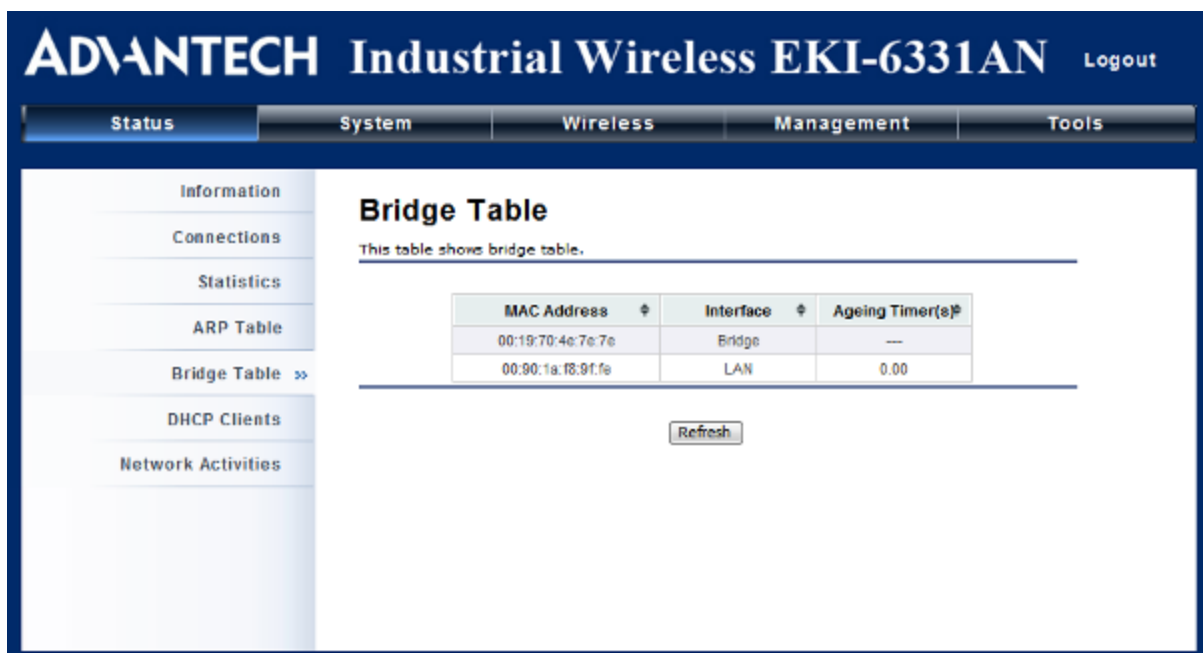 ADVANTECH Industrial Wireless EKI-6331AN Logout
Status System Wireless Management Tools
Information
Connections
Statistics
ARP Table
Bridge Table »
DHCP Clients
Network Activities
Bridge Table
This table shows bridge table.
MAC Address Interface Ageing Timer(s)
00:19:70:4e:7e:7e Bridge ---
00:90:1a:f8:9f:fe LAN 0.00
Refresh